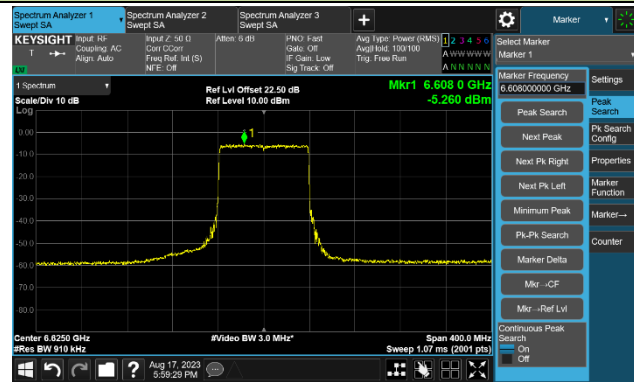 Spectrum Analyzer 1
Swept SA
Spectrum Analyzer 2
Swept SA
Spectrum Analyzer 3
Swept SA
+
Marker
KEYSIGHT
Input: RF
Coupling: AC
Align: Auto
Input Z: 50 Ω
Corr CCorr
Freq Ref: Int (S)
NFE: Off
Atten: 6 dB
PNO: Fast
Gate: Off
IF Gain: Low
Sig Track: Off
Avg Type: Power (RMS)
Avg|Hold: 100/100
Trig: Free Run
1 2 3 4 5 6
A W W W W W
A N N N N N
Select Marker
Marker 1
1 Spectrum
Scale/Div 10 dB
Log
Ref Lvl Offset 22.50 dB
Ref Level 10.00 dBm
Mkr1 6.608 0 GHz
-5.260 dBm
1
0.00
-10.0
-20.0
-30.0
-40.0
-50.0
-60.0
-70.0
-80.0
Center 6.6250 GHz
#Res BW 910 kHz
#Video BW 3.0 MHz*
Span 400.0 MHz
Sweep 1.07 ms (2001 pts)
Marker Frequency
6.608000000 GHz
Peak Search
Next Peak
Next Pk Right
Next Pk Left
Minimum Peak
Pk-Pk Search
Marker Delta
Mkr→CF
Mkr→Ref Lvl
Continuous Peak
Search
On
Off
Settings
Peak
Search
Pk Search
Config
Properties
Marker
Function
Marker→
Counter
?
Aug 17, 2023
5:59:29 PM